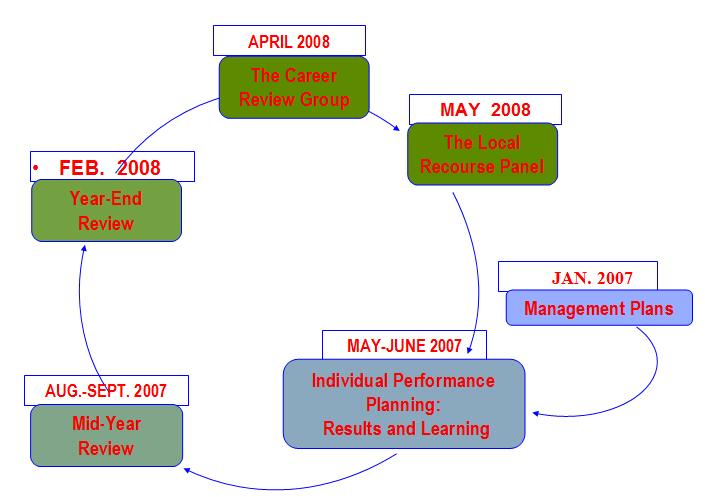 APRIL 2008
The Career
Review Group
MAY 2008
The Local
Recourse Panel
• FEB. 2008
Year-End
Review
JAN. 2007
Management Plans
MAY-JUNE 2007
Individual Performance
Planning:
Results and Learning
AUG.-SEPT. 2007
Mid-Year
Review